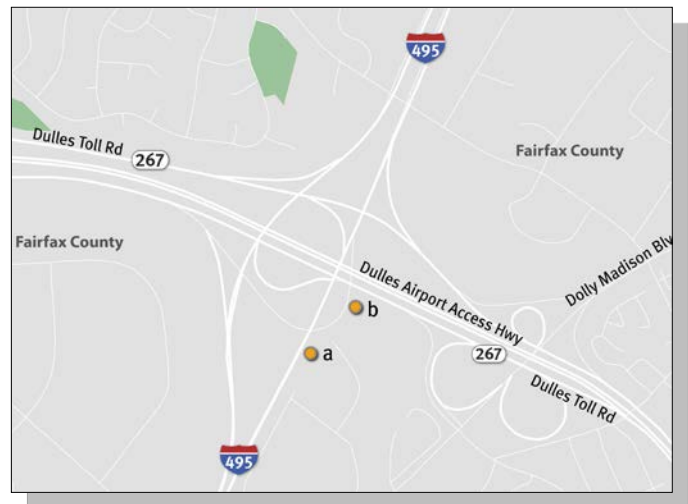 495
Dulles Toll Rd
267
Fairfax County
Fairfax County
Dolly Madison Blv
Dulles Airport Access Hwy
b
a
267
Dulles Toll Rd
495